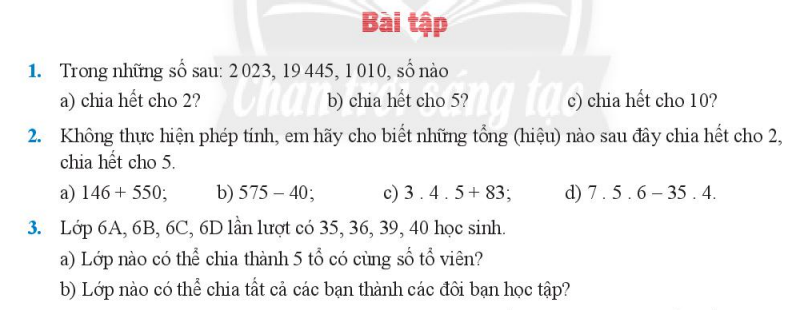 Bài tập
1. Trong những số sau: 2 023, 19 445, 1 010, số nào
a) chia hết cho 2? b) chia hết cho 5? c) chia hết cho 10?
2. Không thực hiện phép tính, em hãy cho biết những tổng (hiệu) nào sau đây chia hết cho 2,
chia hết cho 5.
a) 146 + 550; b) 575 – 40; c) 3 . 4 . 5 + 83; d) 7 . 5 . 6 – 35 . 4.
3. Lớp 6A, 6B, 6C, 6D lần lượt có 35, 36, 39, 40 học sinh.
a) Lớp nào có thể chia thành 5 tổ có cùng số tổ viên?
b) Lớp nào có thể chia tất cả các bạn thành các đôi bạn học tập?
Chân trời sáng tạo